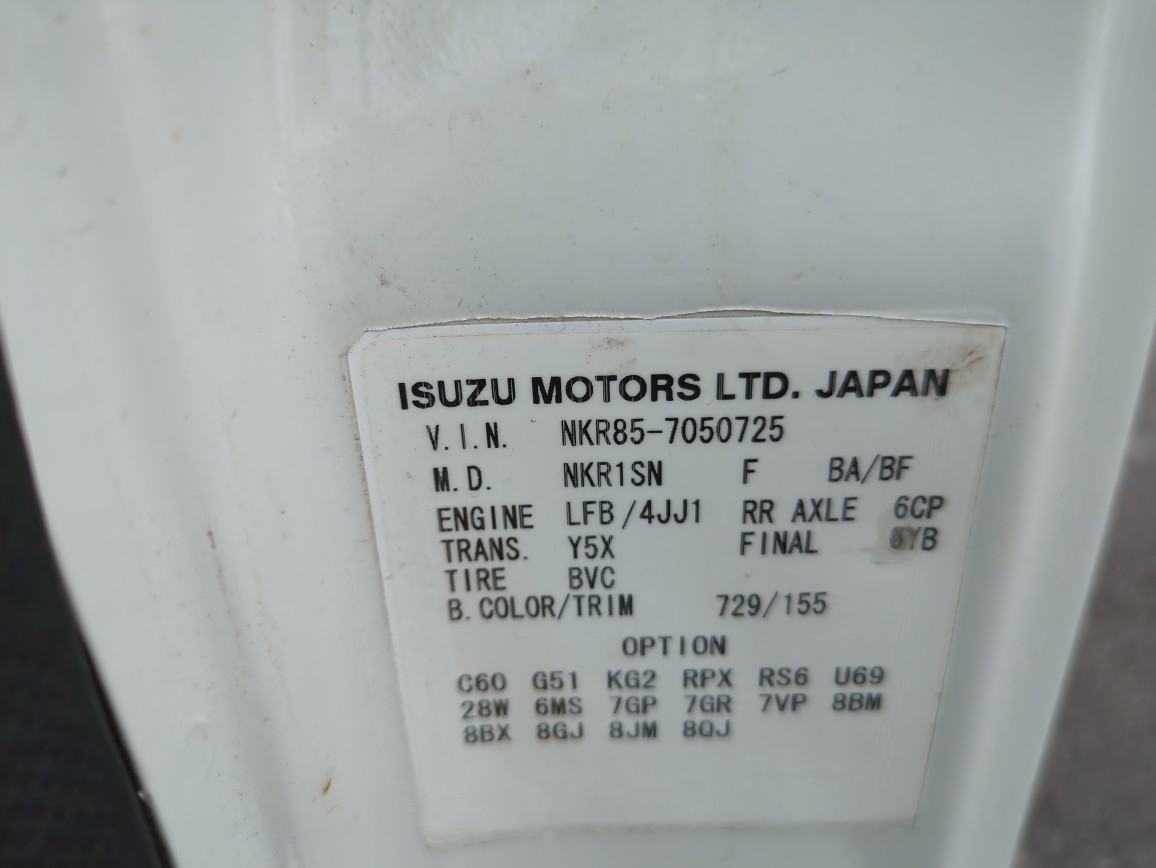 ISUZU MOTORS LTD. JAPAN
V.I.N. NKR85-7050725
M.D. NKR1SN F BA/BF
ENGINE LFB/4JJ1 RR AXLE 6CP
TRANS. Y5X FINAL
TIRE BVC
B.COLOR/TRIM 729/155
OPTION
C60 G51 KG2 RPX RS6 U69
28W 6MS 7GP 7GR 7VP 8BM
8BX 8GJ 8JM 8QJ